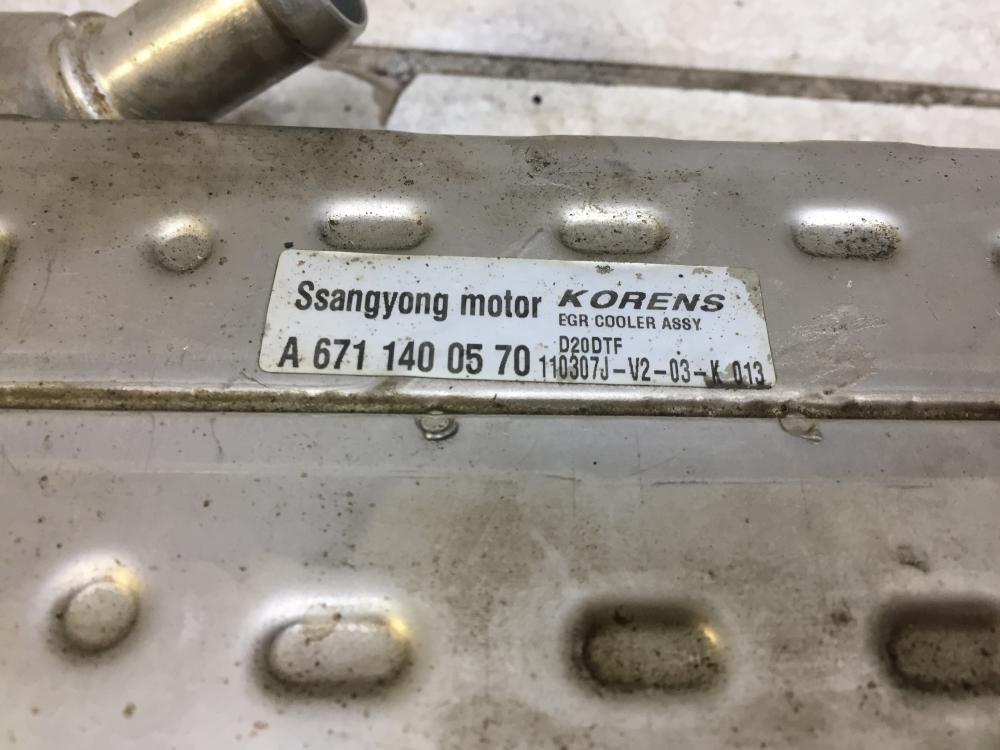 Ssangyong motor KORENS
EGR COOLER ASSY.
D20DTF
A 671 140 05 70 110307J-V2-03-K 013